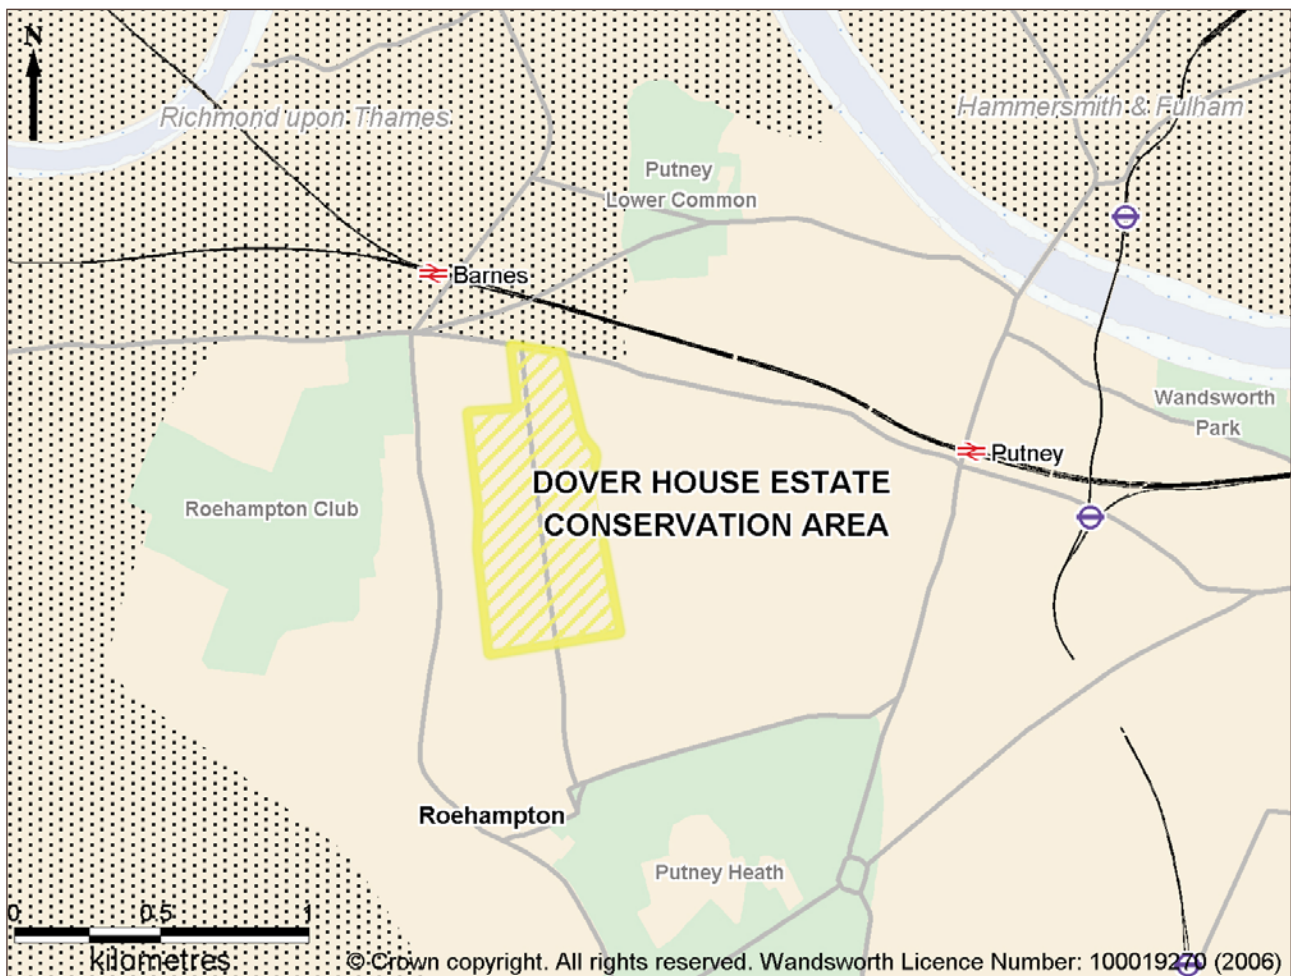 N
Richmond upon Thames
Hammersmith & Fulham
Putney
Lower Common
Barnes
Wandsworth
Park
Putney
DOVER HOUSE ESTATE
CONSERVATION AREA
Roehampton Club
Roehampton
Putney Heath
0 0.5 1
kilometres
© Crown copyright. All rights reserved. Wandsworth Licence Number: 100019270 (2006)